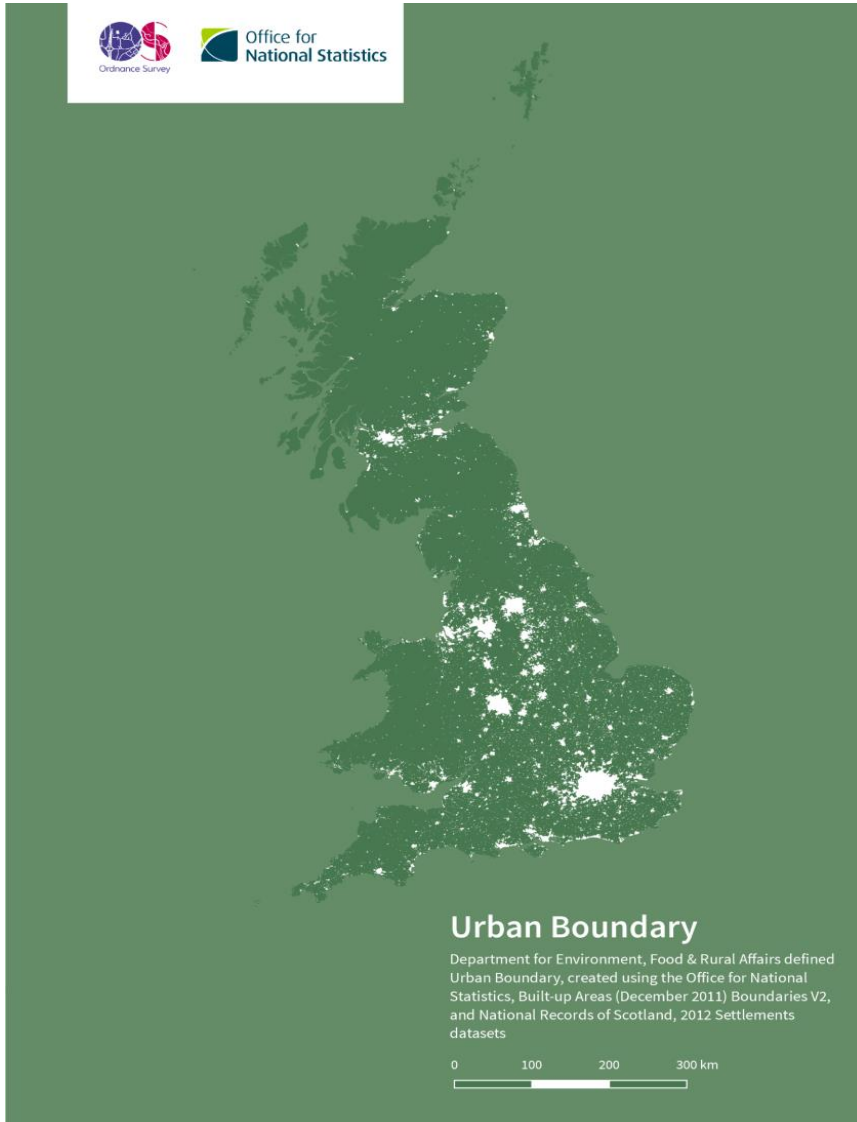 OS
Ordnance Survey
Office for
National Statistics
Urban Boundary
Department for Environment, Food & Rural Affairs defined
Urban Boundary, created using the Office for National
Statistics, Built-up Areas (December 2011) Boundaries V2,
and National Records of Scotland, 2012 Settlements
datasets
0 100 200 300 km